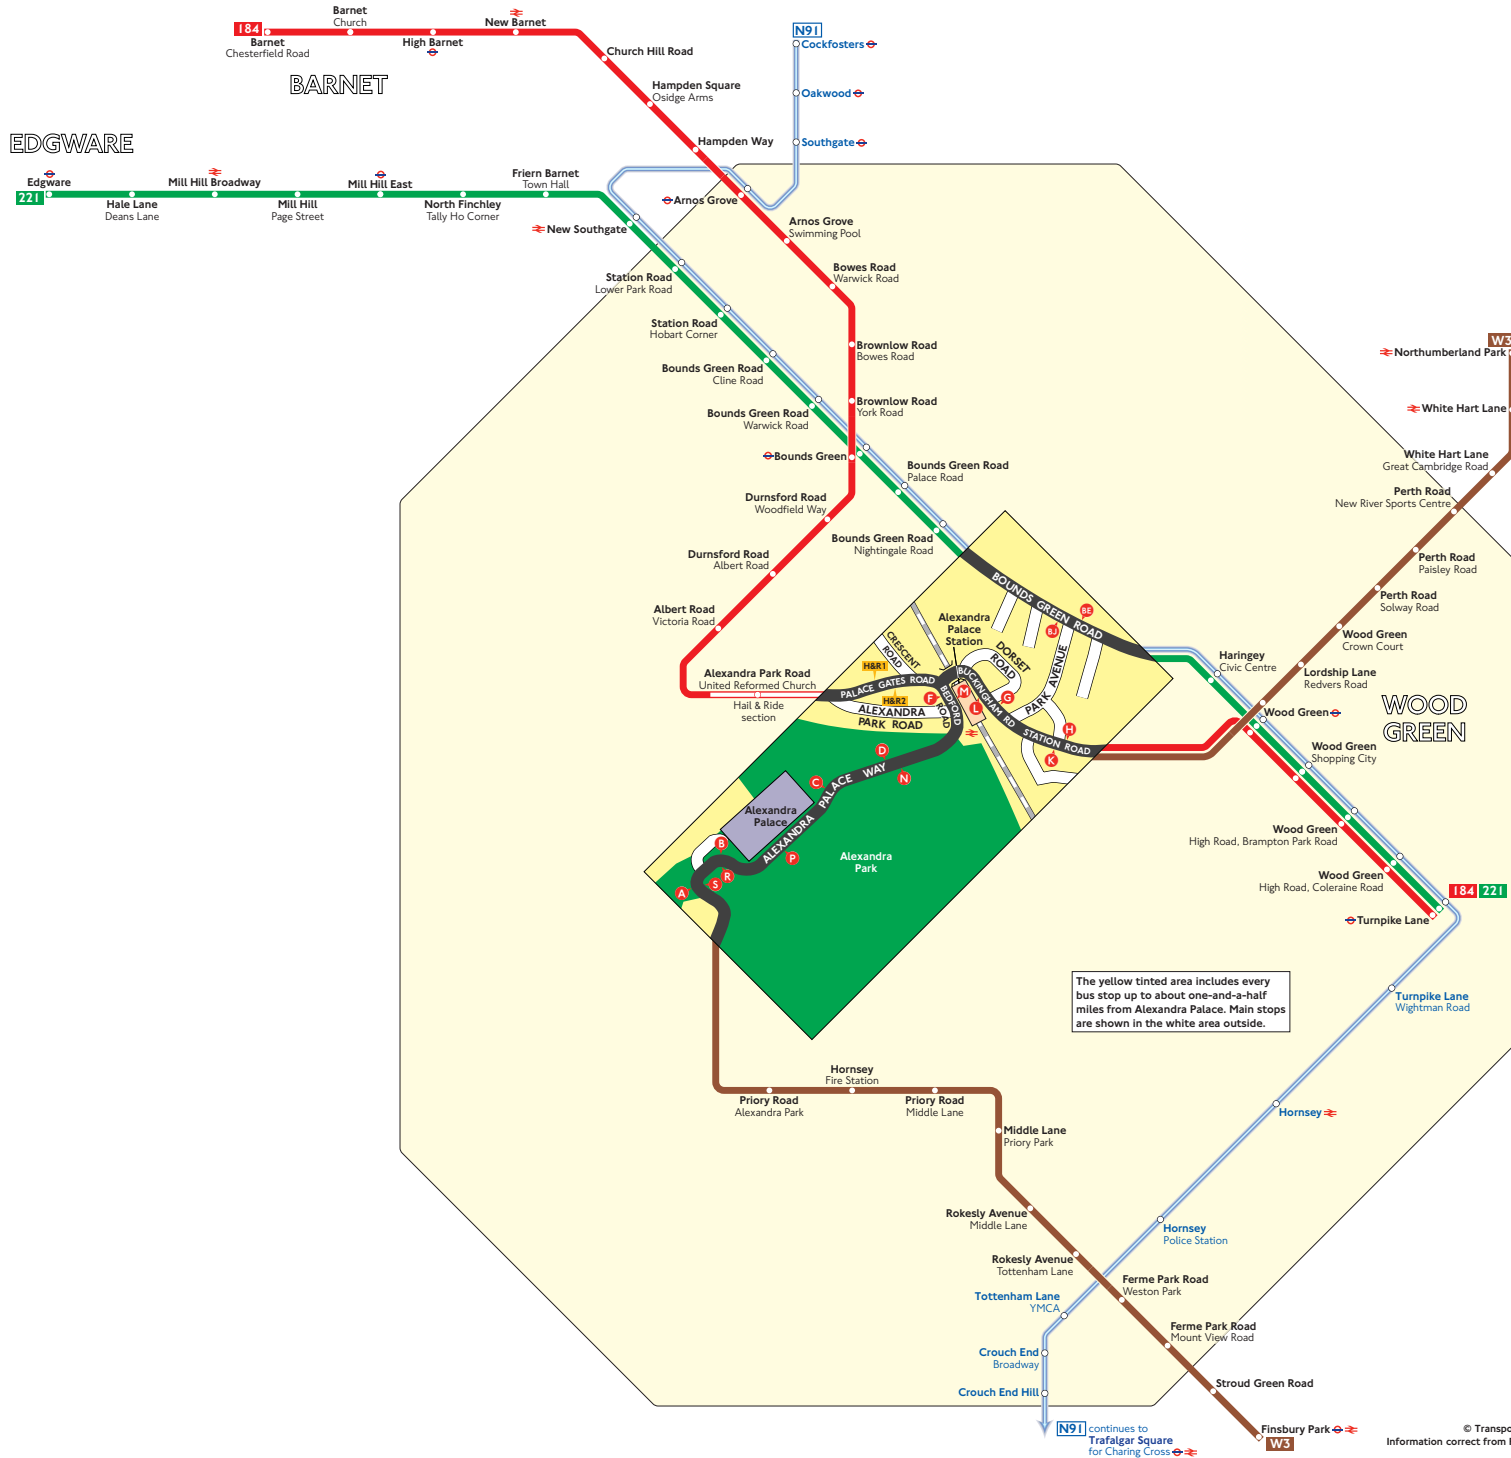 184
Barnet
Chesterfield Road
Barnet
Church
High Barnet
New Barnet
BARNET
Church Hill Road
Hampden Square
Osidge Arms
Hampden Way
N91
Cockfosters
Oakwood
Southgate
EDGWARE
221
Edgware
Hale Lane
Deans Lane
Mill Hill Broadway
Mill Hill
Page Street
Mill Hill East
North Finchley
Tally Ho Corner
Friern Barnet
Town Hall
New Southgate
Arnos Grove
Arnos Grove
Swimming Pool
Bowes Road
Warwick Road
Station Road
Lower Park Road
Station Road
Hobart Corner
Bounds Green Road
Cline Road
Bounds Green Road
Warwick Road
Brownlow Road
Bowes Road
Brownlow Road
York Road
Bounds Green
Bounds Green Road
Palace Road
Bounds Green Road
Nightingale Road
Durnsford Road
Woodfield Way
Durnsford Road
Albert Road
Albert Road
Victoria Road
Alexandra Park Road
United Reformed Church
Hail & Ride
section
W3
Northumberland Park
White Hart Lane
White Hart Lane
Great Cambridge Road
Perth Road
New River Sports Centre
Perth Road
Paisley Road
Perth Road
Solway Road
Wood Green
Crown Court
Lordship Lane
Redvers Road
WOOD
GREEN
Haringey
Civic Centre
Wood Green
Wood Green
Shopping City
Wood Green
High Road, Brampton Park Road
Wood Green
High Road, Coleraine Road
184
221
Turnpike Lane
Turnpike Lane
Wightman Road
BOUNDS GREEN ROAD
BE
BJ
Alexandra
Palace
Station
CRESCENT
ROAD
DORSET
ROAD
PARK AVENUE
H&R1
H&R2
PALACE GATES ROAD
ALEXANDRA
PARK ROAD
BEDFORD
ROAD
BUCKINGHAM RD
STATION ROAD
F
M
L
G
H
K
D
N
C
ALEXANDRA PALACE WAY
Alexandra
Palace
B
P
R
S
A
Alexandra
Park
The yellow tinted area includes every
bus stop up to about one-and-a-half
miles from Alexandra Palace. Main stops
are shown in the white area outside.
Priory Road
Alexandra Park
Hornsey
Fire Station
Priory Road
Middle Lane
Middle Lane
Priory Park
Rokesly Avenue
Middle Lane
Rokesly Avenue
Tottenham Lane
Hornsey
Hornsey
Police Station
Ferme Park Road
Weston Park
Tottenham Lane
YMCA
Ferme Park Road
Mount View Road
Crouch End
Broadway
Crouch End Hill
Stroud Green Road
Finsbury Park
W3
N91
continues to
Trafalgar Square
for Charing Cross
© Transpo
Information correct from